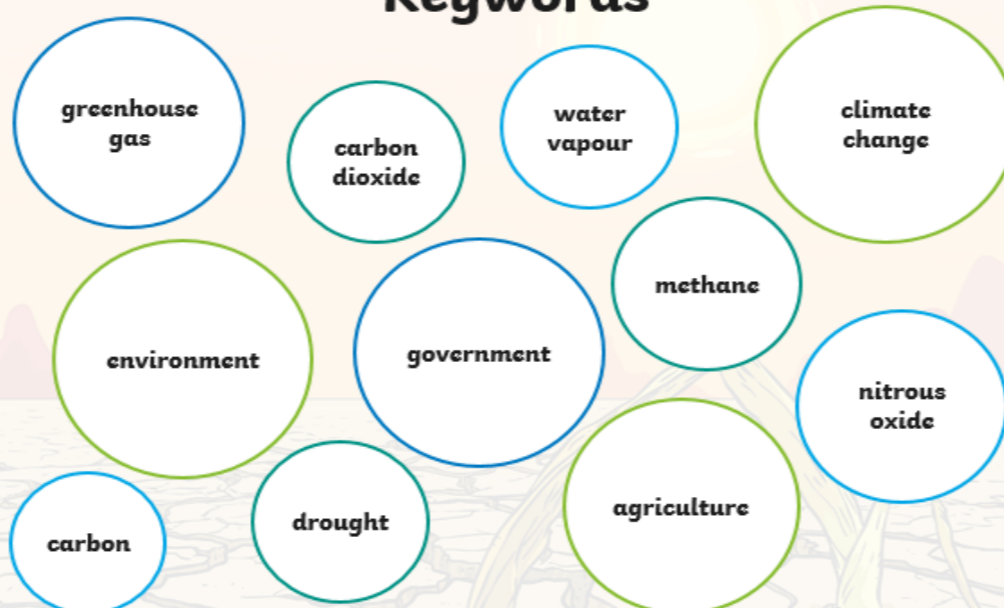 Keywords
greenhouse
gas
carbon
dioxide
water
vapour
climate
change
environment
government
methane
nitrous
oxide
carbon
drought
agriculture